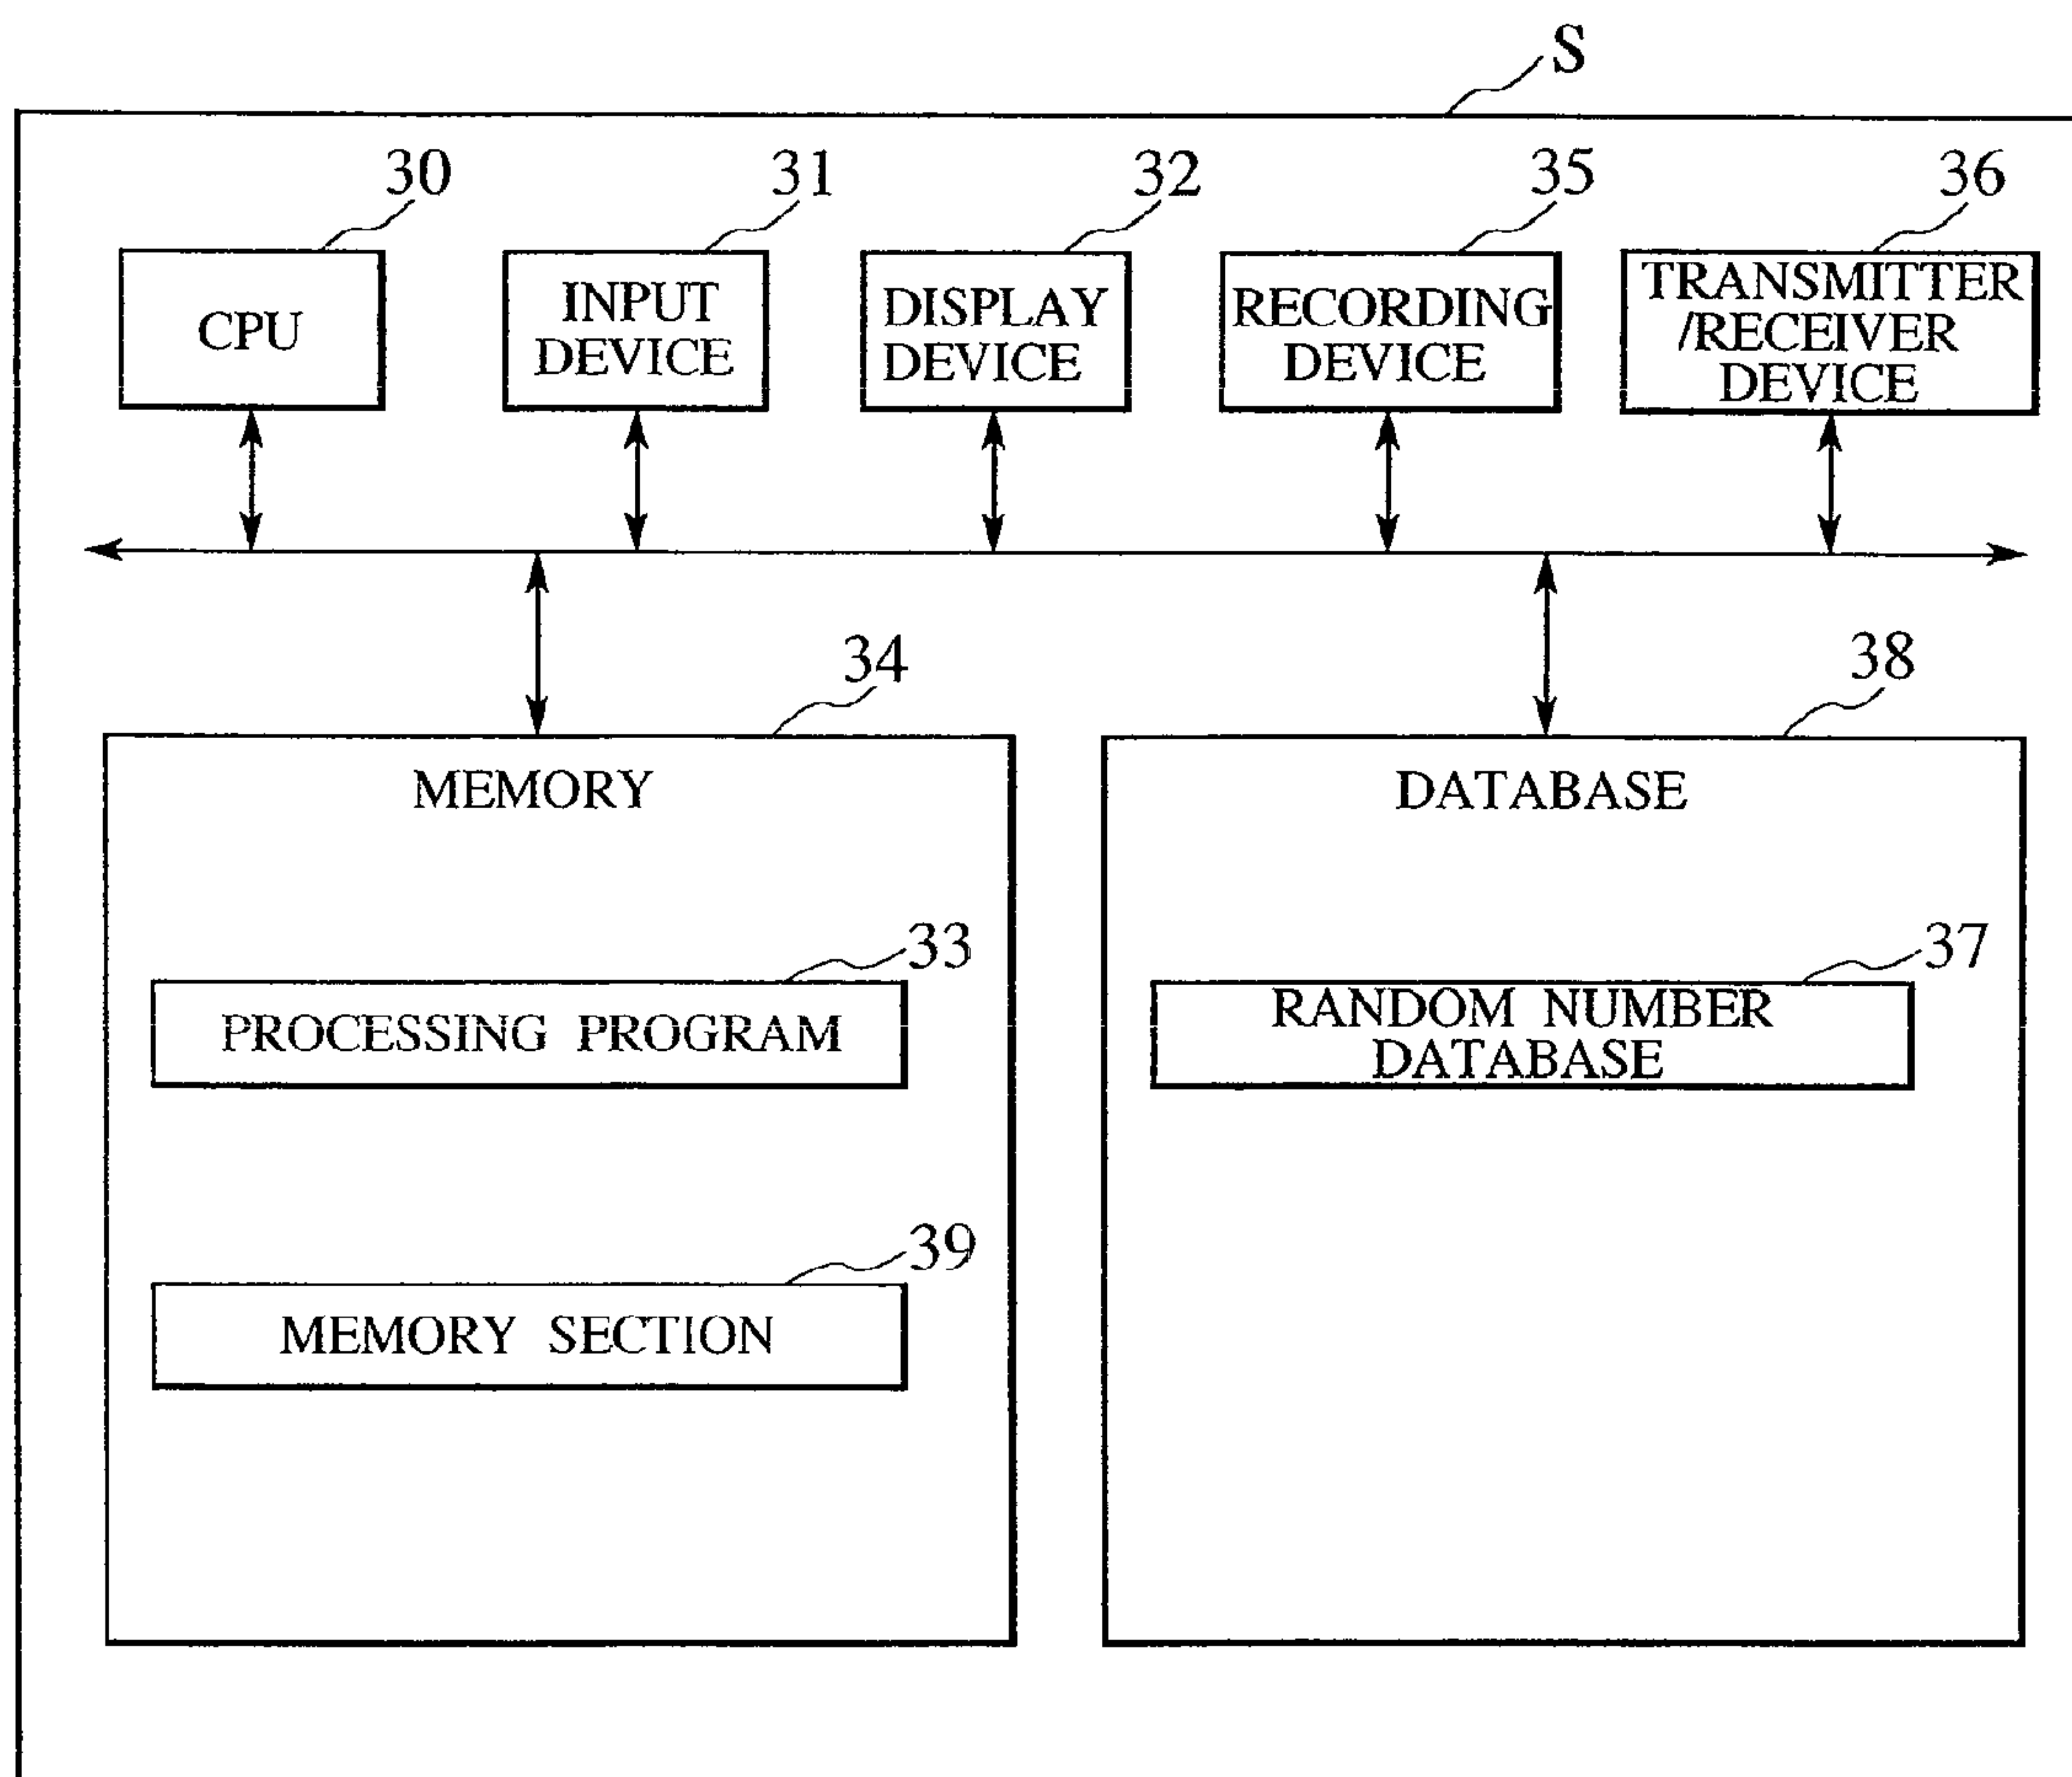 S
30
31
32
35
36
CPU
INPUT
DEVICE
DISPLAY
DEVICE
RECORDING
DEVICE
TRANSMITTER
/RECEIVER
DEVICE
34
38
MEMORY
DATABASE
33
PROCESSING PROGRAM
37
RANDOM NUMBER
DATABASE
39
MEMORY SECTION